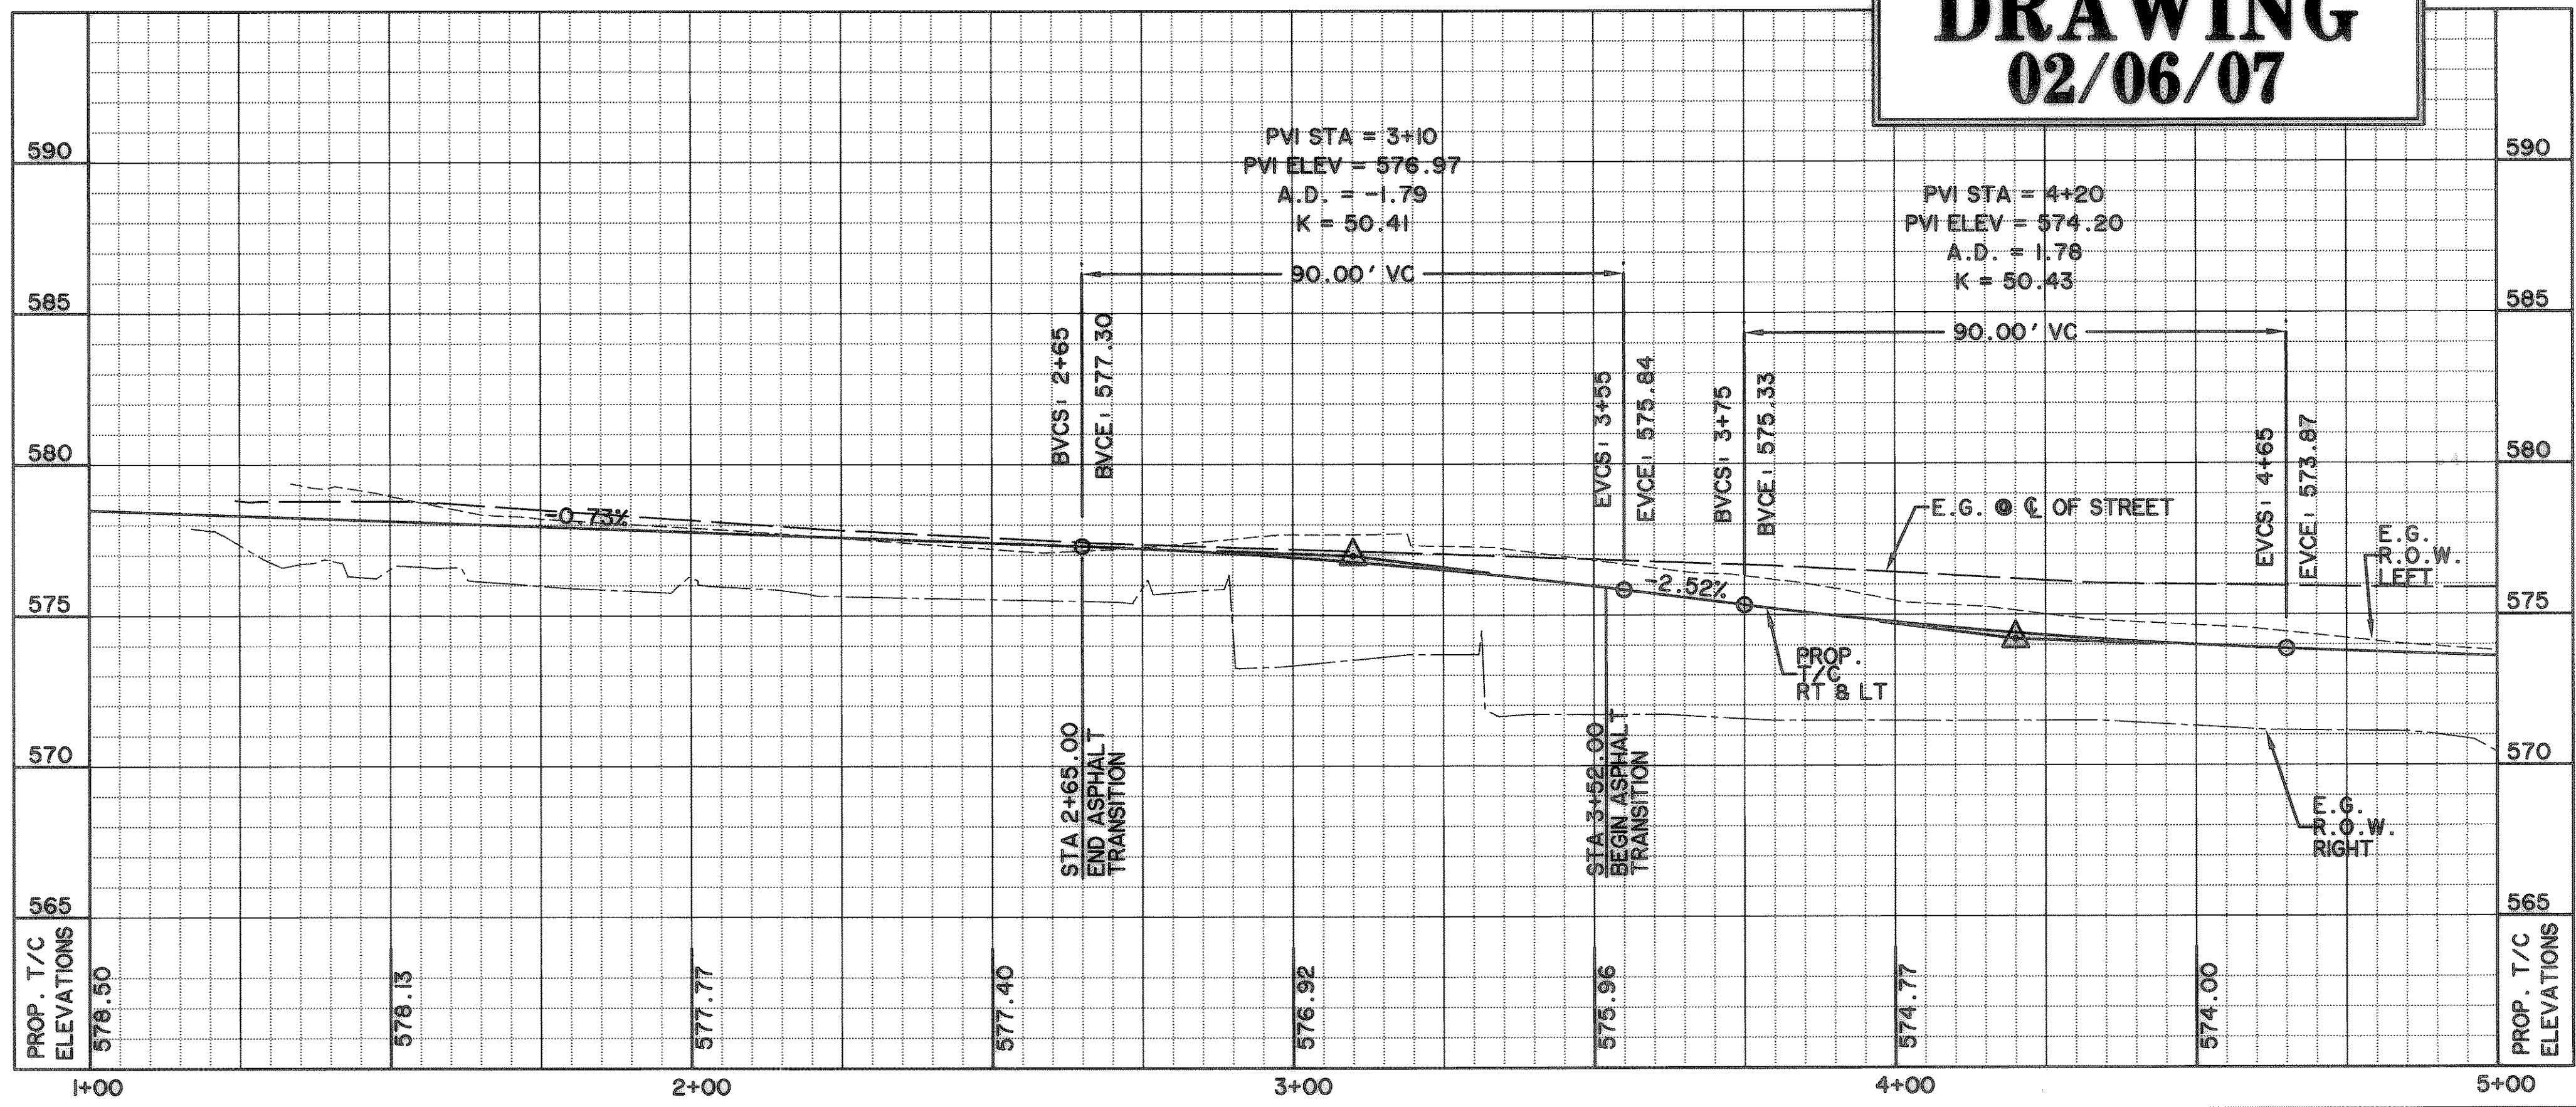 DRAWING
02/06/07
PVI STA = 3+10
PVI ELEV = 576.97
A.D. = -1.79
K = 50.41
90.00' VC
PVI STA = 4+20
PVI ELEV = 574.20
A.D. = 1.78
K = 50.43
90.00' VC
590
585
580
575
570
565
590
585
580
575
570
565
BVCS: 2+65
BVCE: 577.30
EVCS: 3+55
EVCE: 575.84
BVCS: 3+75
BVCE: 575.33
EVCS: 4+65
EVCE: 573.87
-0.73%
-2.52%
E.G. @ ℄ OF STREET
E.G.
R.O.W.
LEFT
PROP.
T/C
RT & LT
E.G.
R.O.W.
RIGHT
STA 2+65.00
END ASPHALT
TRANSITION
STA 3+52.00
BEGIN ASPHALT
TRANSITION
PROP. T/C
ELEVATIONS
578.50
578.13
577.77
577.40
576.92
575.96
574.77
574.00
PROP. T/C
ELEVATIONS
1+00
2+00
3+00
4+00
5+00